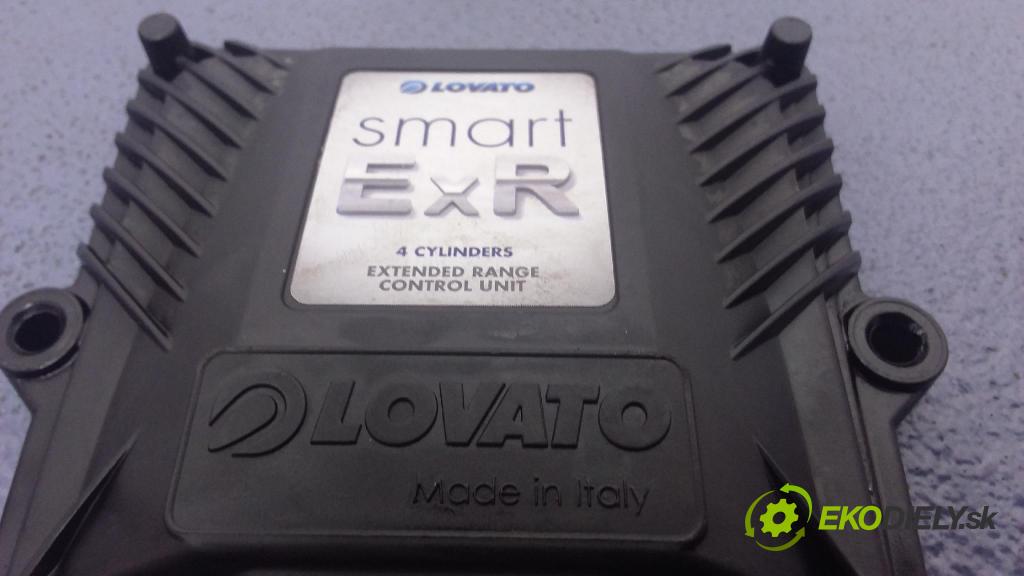 LOVATO
smart
ExR
4 CYLINDERS
EXTENDED RANGE
CONTROL UNIT
LOVATO
Made in Italy
EKODIELY.sk